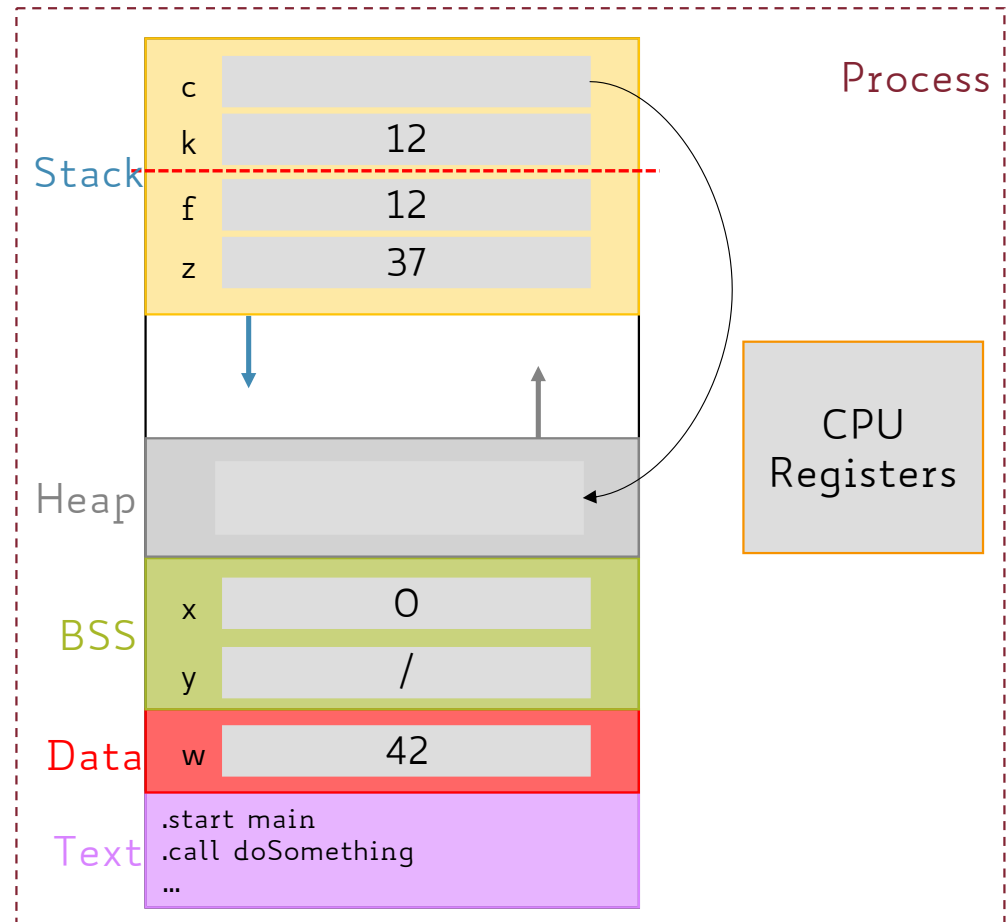 Process
Stack
c
k 12
f 12
z 37
Heap
CPU
Registers
BSS
x 0
y /
Data
w 42
Text
.start main
.call doSomething
...